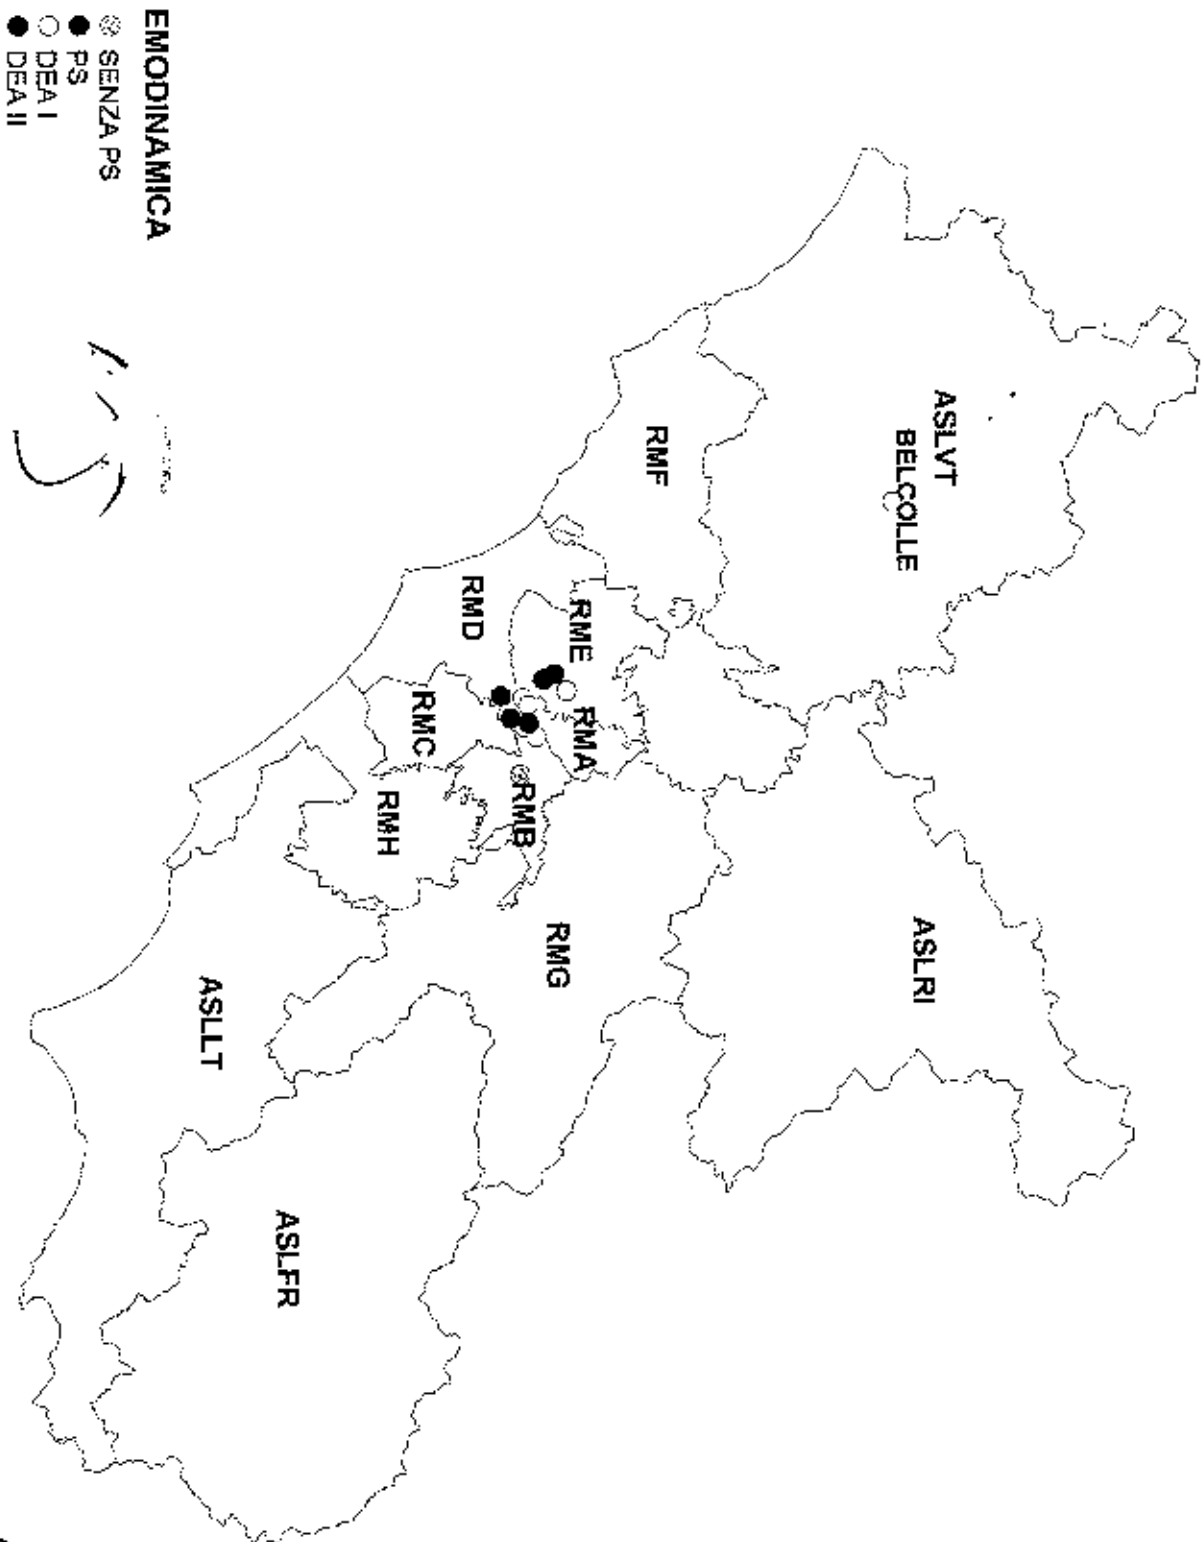 EMODINAMICA
SENZA PS
PS
DEA I
DEA II
ASLVT
BELCOLLE
RMF
ASLRI
RME
RMD
RMA
RMC
RMB
RMH
RMG
ASLLT
ASLFR